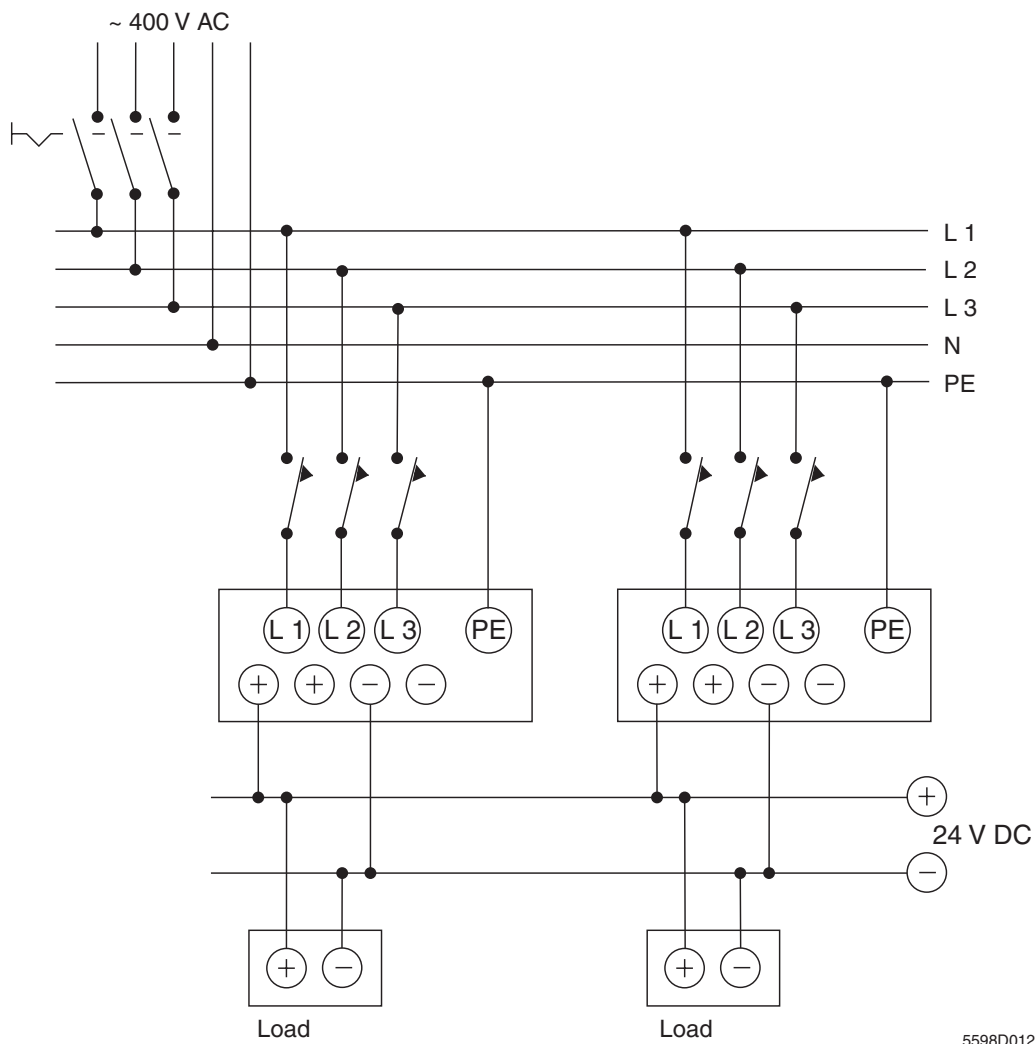 ~ 400 V AC
L 1
L 2
L 3
N
PE
L 1 L 2 L 3 PE
L 1 L 2 L 3 PE
+ + − −
+ + − −
+
24 V DC
−
+ −
+ −
Load
Load
5598D012